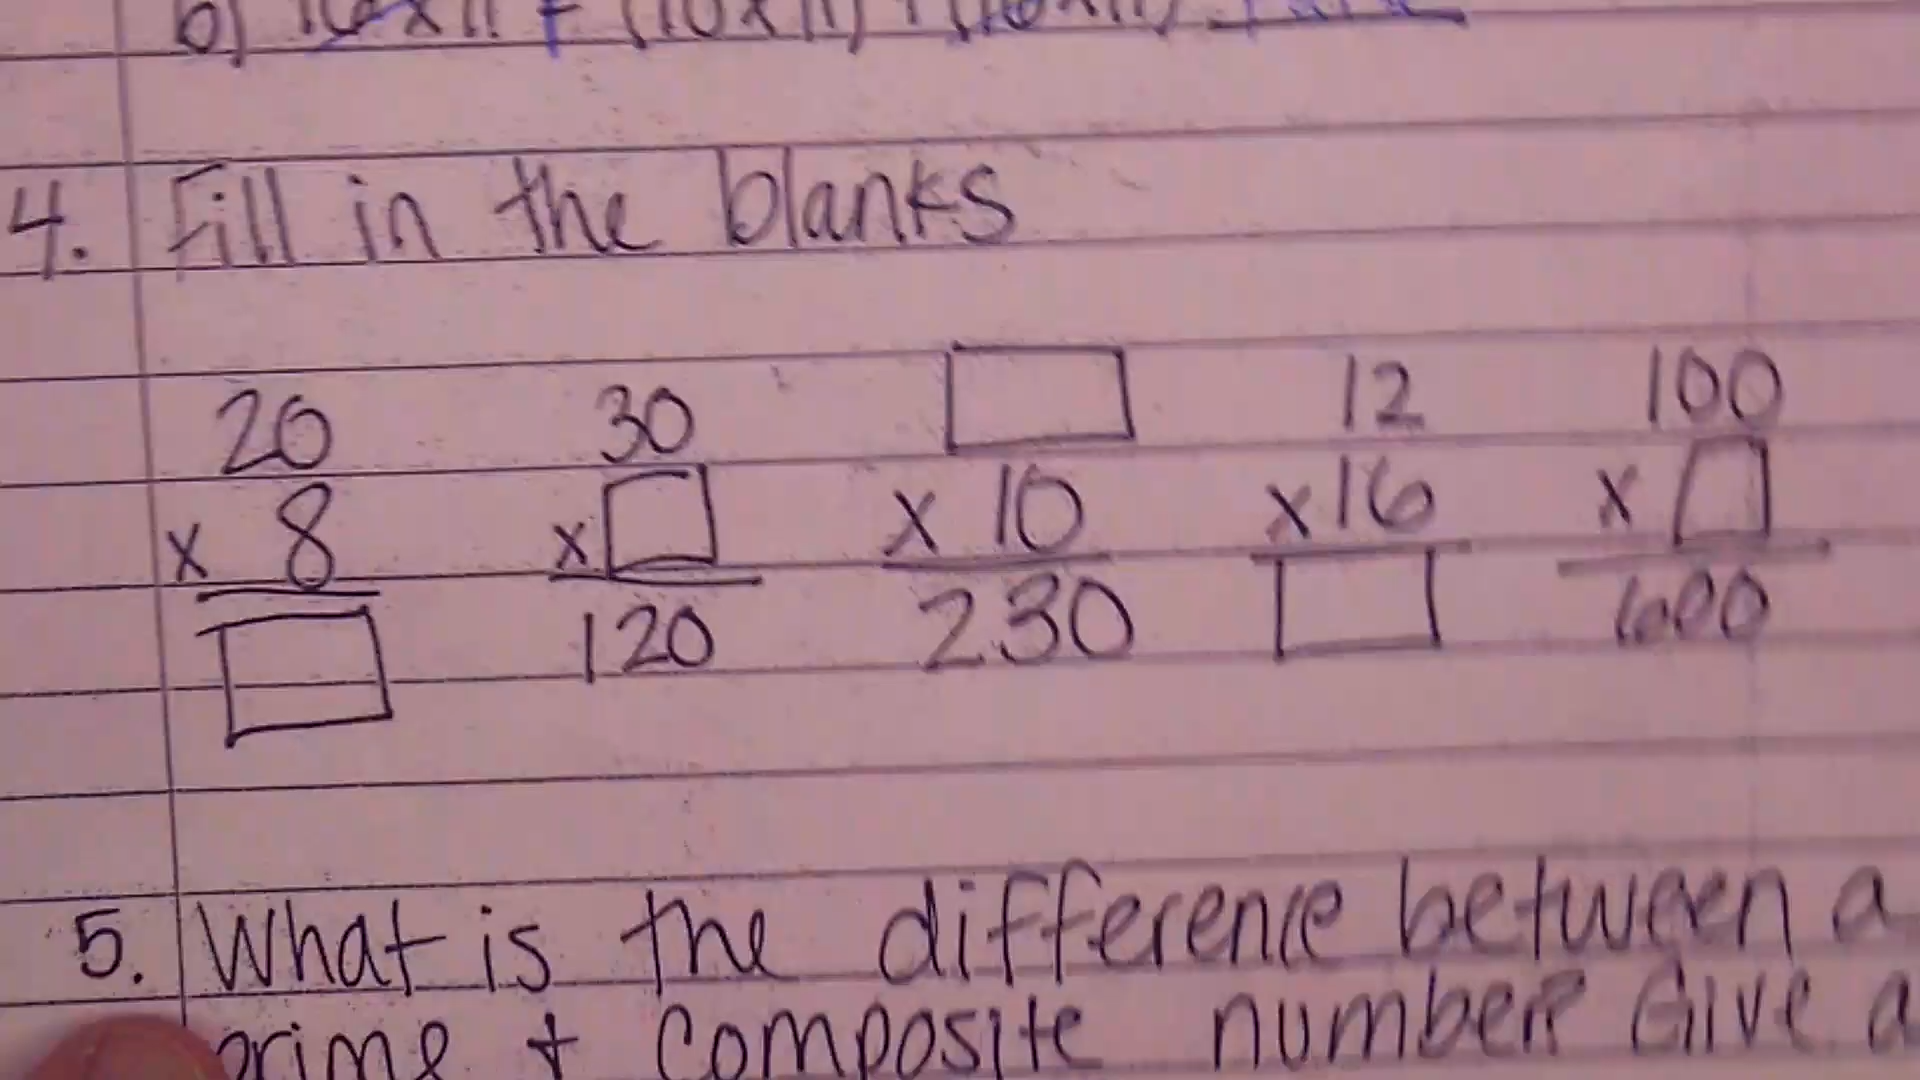 4. Fill in the blanks
20 30 □ 12 100
x 8 x □ x 10 x 16 x □
□ 120 230 □ 600
5. What is the difference between a
prime + composite number? Give a